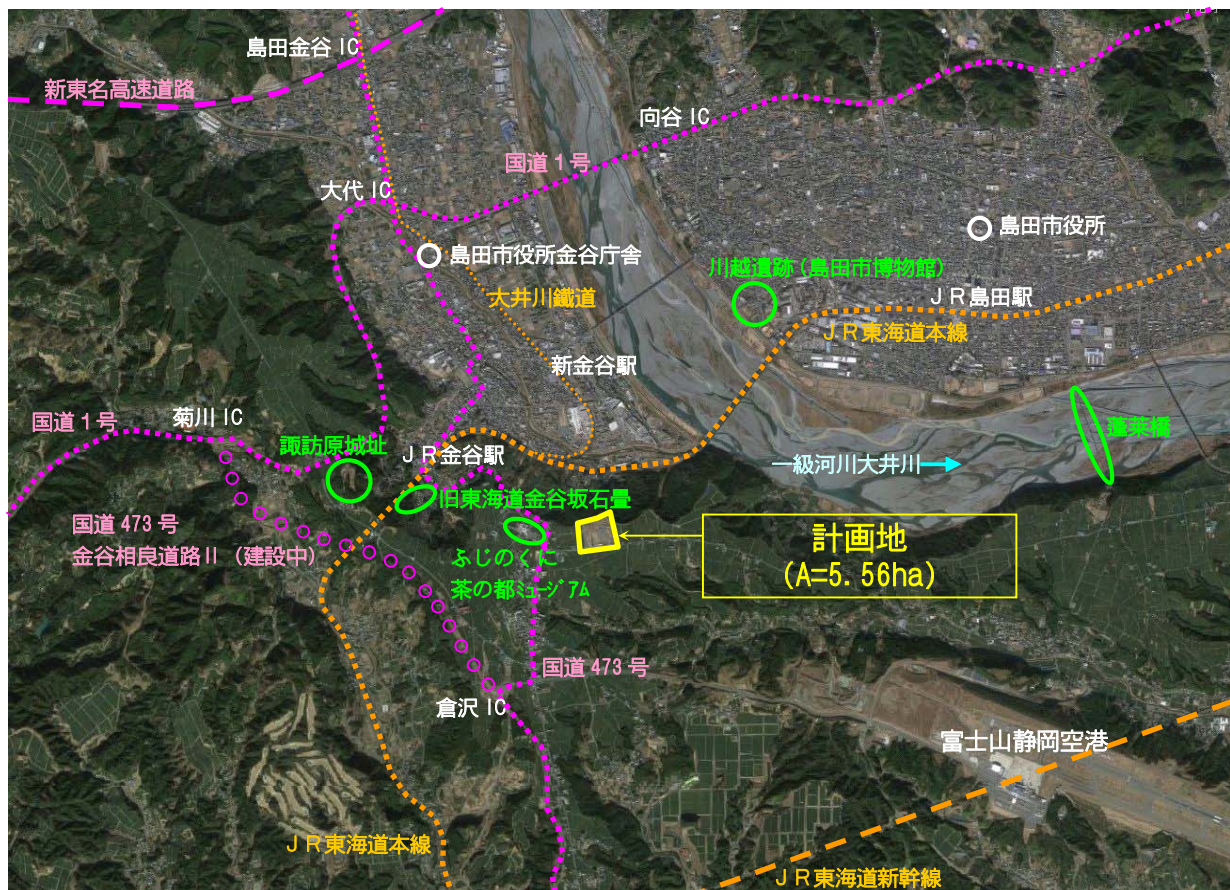 島田金谷 IC
新東名高速道路
向谷 IC
国道 1 号
大代 IC
島田市役所
島田市役所金谷庁舎
川越遺跡(島田市博物館)
大井川鐵道
JR島田駅
JR東海道本線
新金谷駅
国道 1 号
菊川 IC
蓬莱橋
諏訪原城址
JR金谷駅
一級河川大井川
旧東海道金谷坂石畳
国道 473 号
金谷相良道路Ⅱ (建設中)
計画地
(A=5.56ha)
ふじのくに
茶の都ﾐｭｰｼﾞｱﾑ
国道 473 号
倉沢 IC
富士山静岡空港
JR東海道本線
JR東海道新幹線